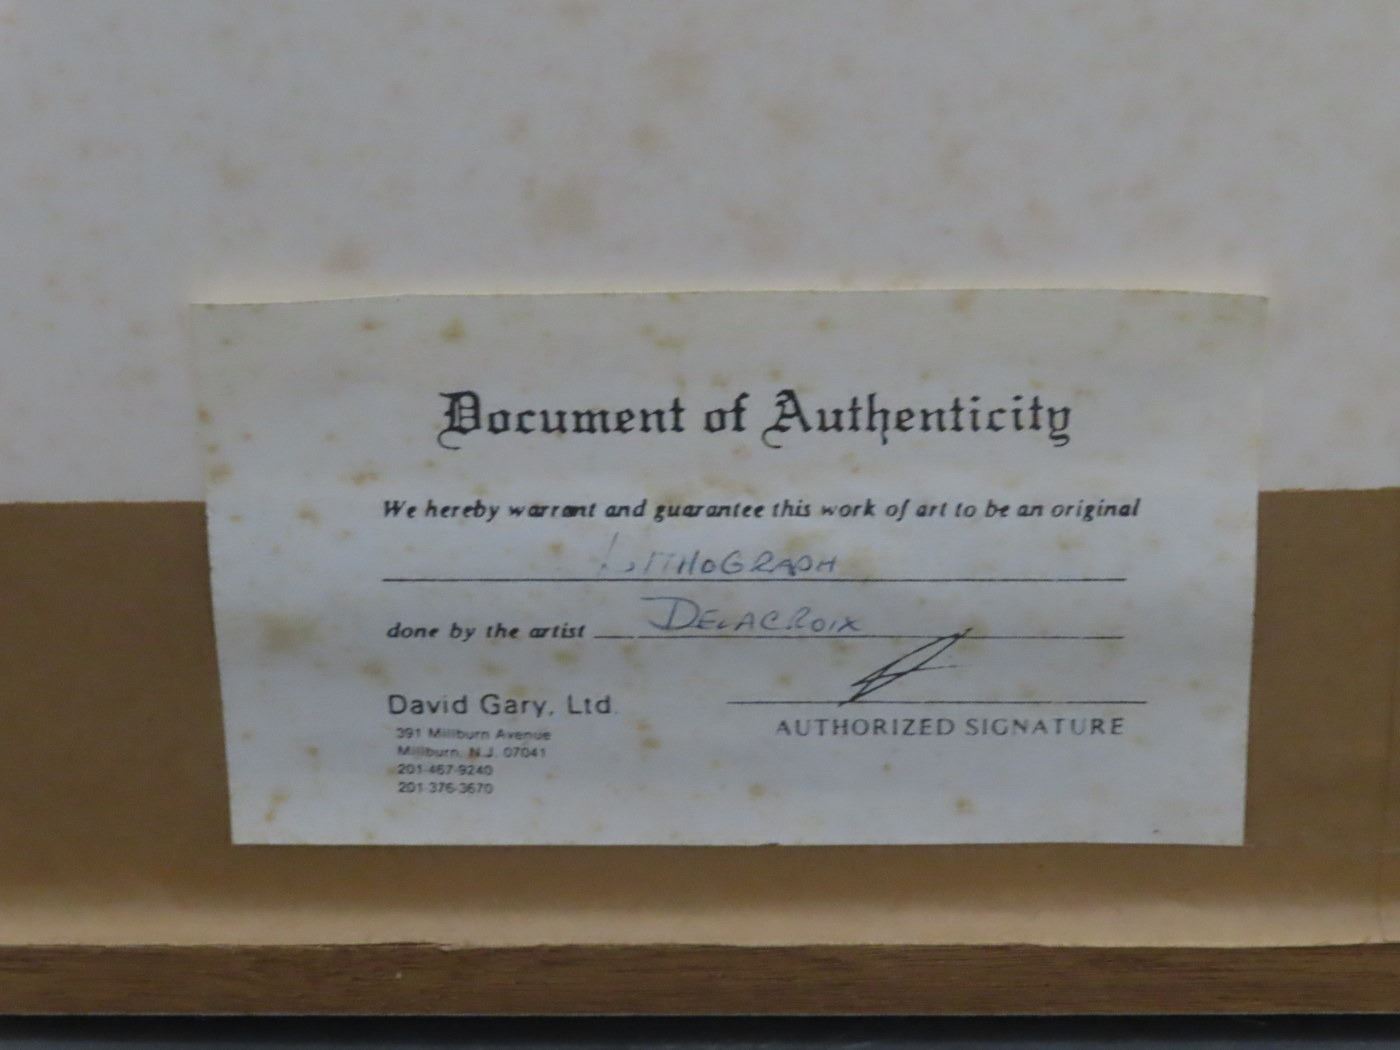 Document of Authenticity
We hereby warrant and guarantee this work of art to be an original
LITHOGRAPH
done by the artist DELACROIX
David Gary, Ltd.
391 Millburn Avenue
Millburn, N.J. 07041
201-467-9240
201-376-3670
AUTHORIZED SIGNATURE